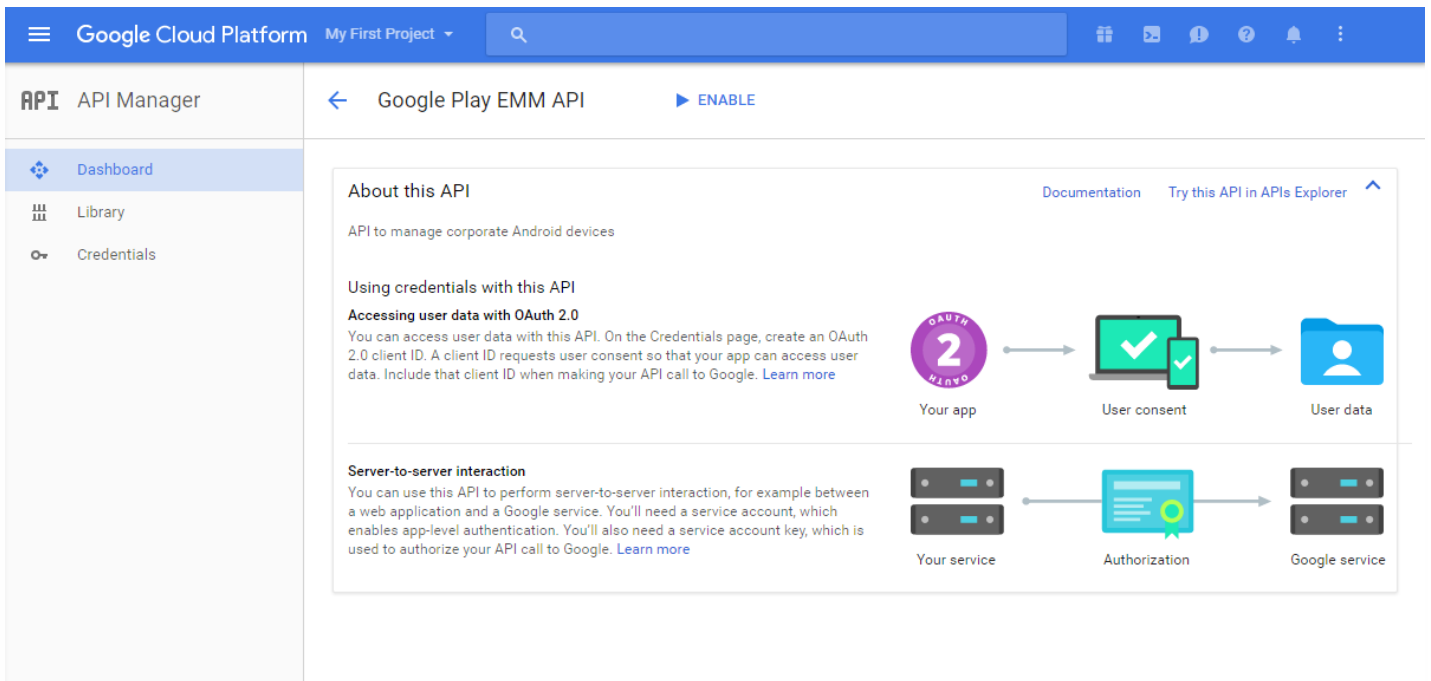 Google Cloud Platform My First Project
API API Manager
Google Play EMM API ENABLE
Dashboard
Library
Credentials
About this API
Documentation Try this API in APIs Explorer
API to manage corporate Android devices
Using credentials with this API
Accessing user data with OAuth 2.0
You can access user data with this API. On the Credentials page, create an OAuth
2.0 client ID. A client ID requests user consent so that your app can access user
data. Include that client ID when making your API call to Google. Learn more
OAUTH
2
OAUTH
Your app
User consent
User data
Server-to-server interaction
You can use this API to perform server-to-server interaction, for example between
a web application and a Google service. You'll need a service account, which
enables app-level authentication. You'll also need a service account key, which is
used to authorize your API call to Google. Learn more
Your service
Authorization
Google service